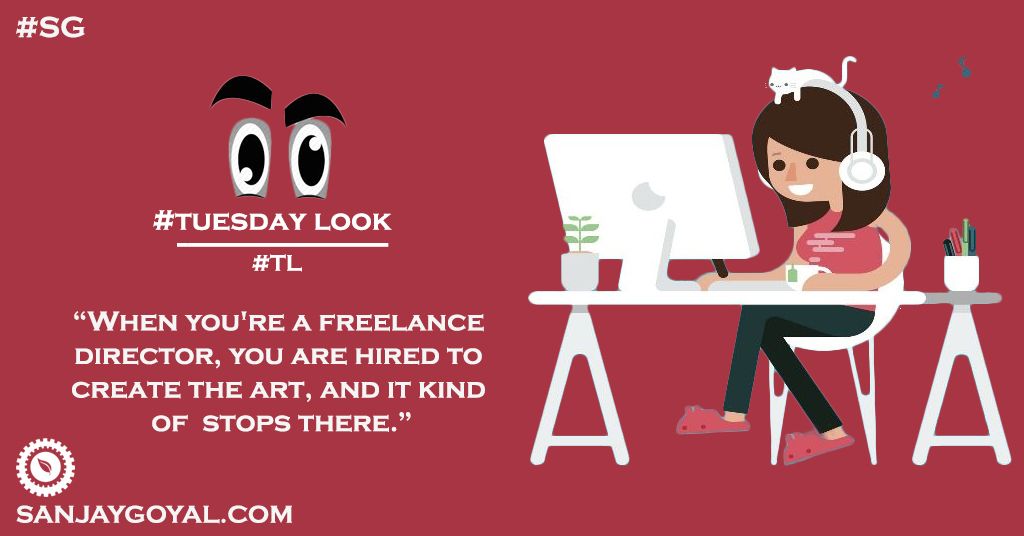 #SG
#TUESDAY LOOK
#TL
“WHEN YOU'RE A FREELANCE
DIRECTOR, YOU ARE HIRED TO
CREATE THE ART, AND IT KIND
OF STOPS THERE.”
SANJAYGOYAL.COM